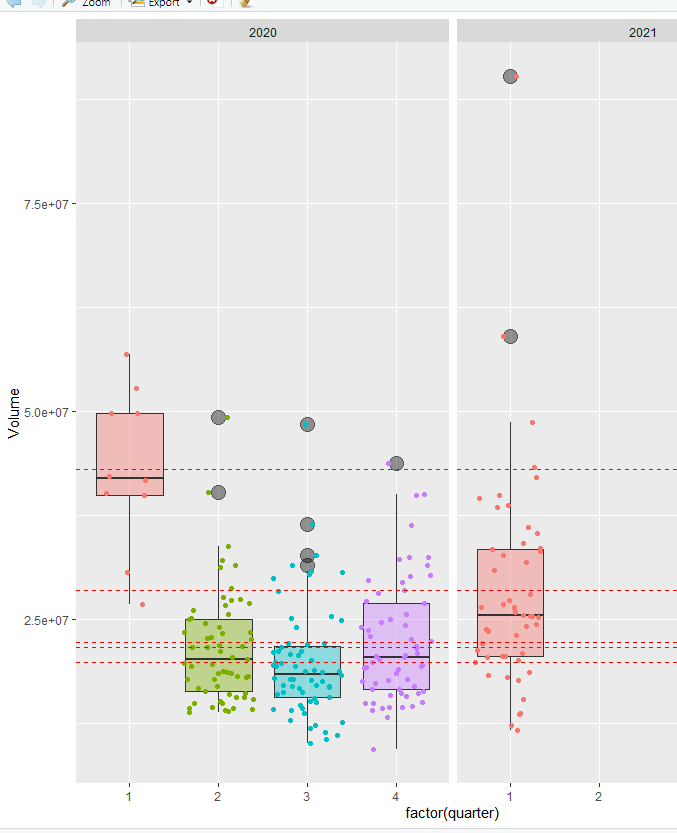 Zoom Export
2020 2021
7.5e+07
5.0e+07
2.5e+07
Volume
1 2 3 4 1 2
factor(quarter)